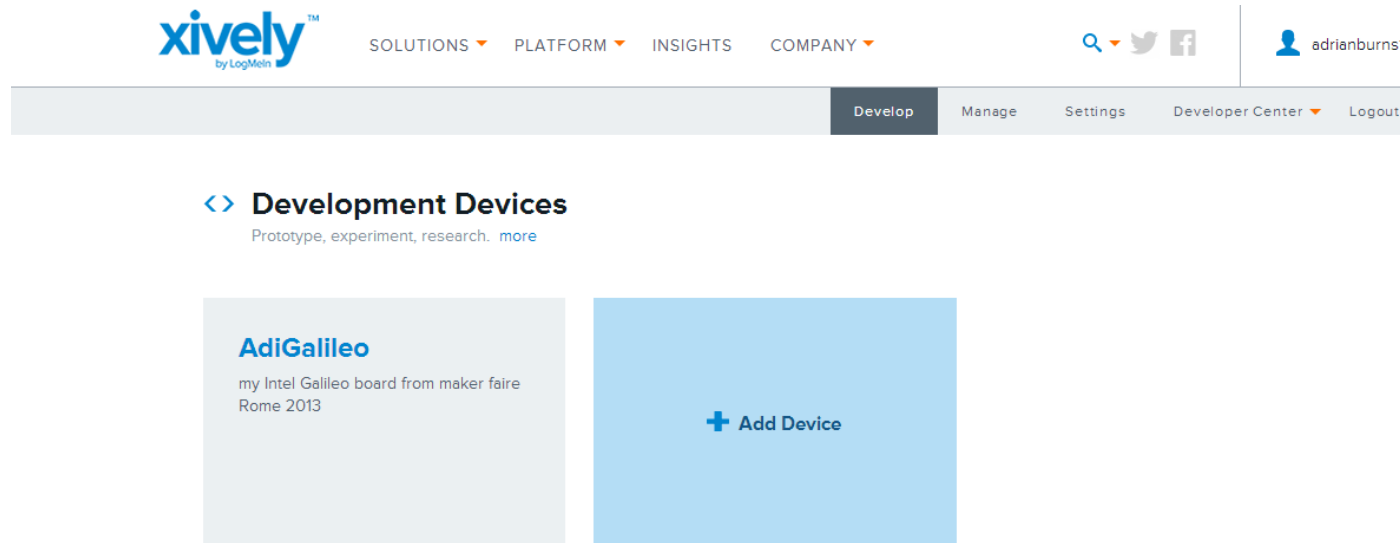 xively™
by LogMeIn
SOLUTIONS PLATFORM INSIGHTS COMPANY
adrianburns
Develop Manage Settings Developer Center Logout
<> Development Devices
Prototype, experiment, research. more
AdiGalileo
my Intel Galileo board from maker faire
Rome 2013
+ Add Device